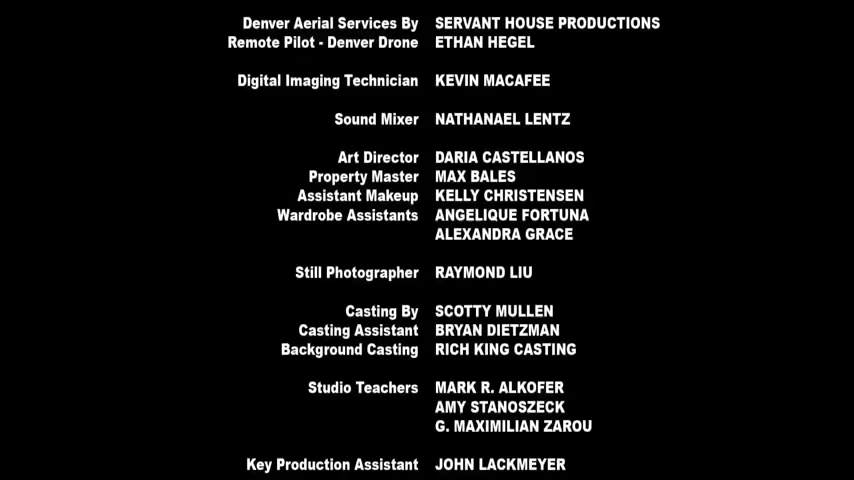 Denver Aerial Services By SERVANT HOUSE PRODUCTIONS
Remote Pilot - Denver Drone ETHAN HEGEL
Digital Imaging Technician KEVIN MACAFEE
Sound Mixer NATHANAEL LENTZ
Art Director DARIA CASTELLANOS
Property Master MAX BALES
Assistant Makeup KELLY CHRISTENSEN
Wardrobe Assistants ANGELIQUE FORTUNA
ALEXANDRA GRACE
Still Photographer RAYMOND LIU
Casting By SCOTTY MULLEN
Casting Assistant BRYAN DIETZMAN
Background Casting RICH KING CASTING
Studio Teachers MARK R. ALKOFER
AMY STANOSZECK
G. MAXIMILIAN ZAROU
Key Production Assistant JOHN LACKMEYER